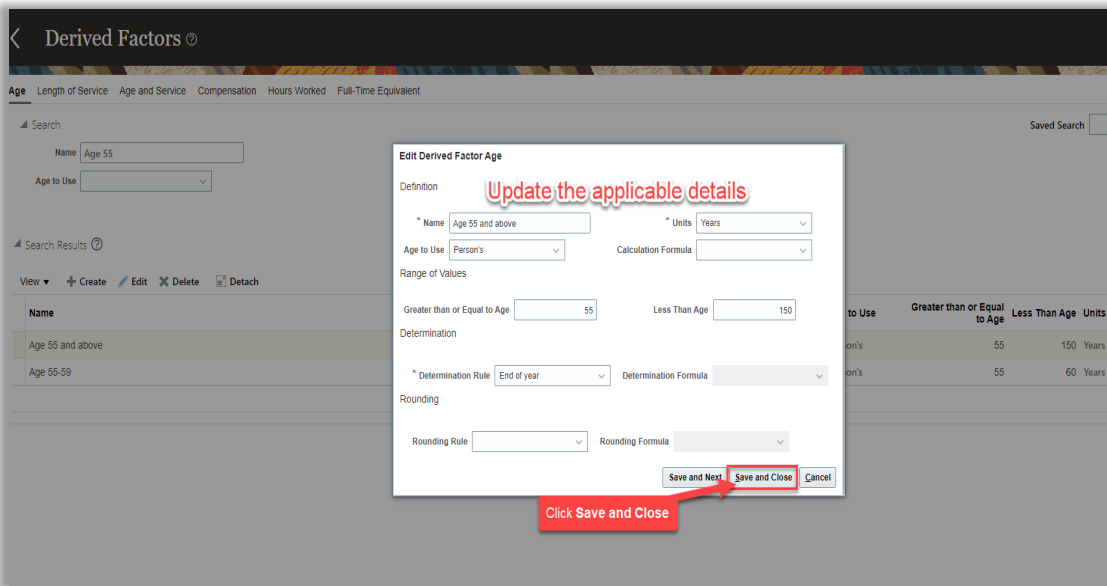 Derived Factors
Age Length of Service Age and Service Compensation Hours Worked Full-Time Equivalent
Search
Saved Search
Name Age 55
Age to Use
Search Results
View Create Edit Delete Detach
Name
to Use Greater than or Equal to Age Less Than Age Units
Age 55 and above
son's 55 150 Years
Age 55-59
son's 55 60 Years
Edit Derived Factor Age
Definition
Update the applicable details
* Name Age 55 and above * Units Years
Age to Use Person's Calculation Formula
Range of Values
Greater than or Equal to Age 55 Less Than Age 150
Determination
* Determination Rule End of year Determination Formula
Rounding
Rounding Rule Rounding Formula
Save and Next Save and Close Cancel
Click Save and Close